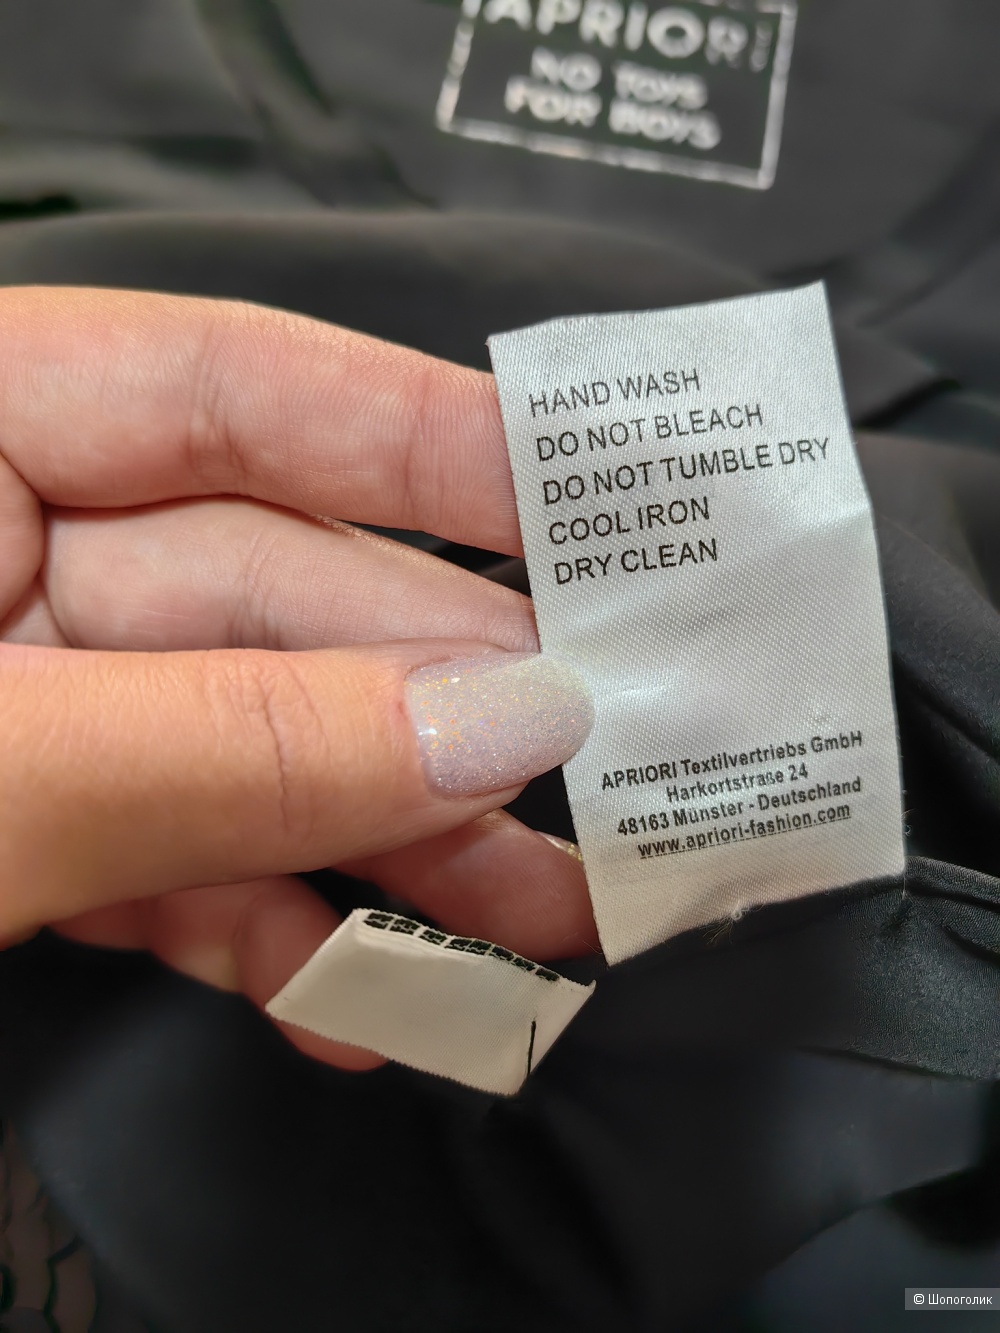 APRIORI
NO TOYS
FOR BOYS
HAND WASH
DO NOT BLEACH
DO NOT TUMBLE DRY
COOL IRON
DRY CLEAN
APRIORI Textilvertriebs GmbH
Harkortstraße 24
48163 Münster - Deutschland
www.apriori-fashion.com
© Шопоголик